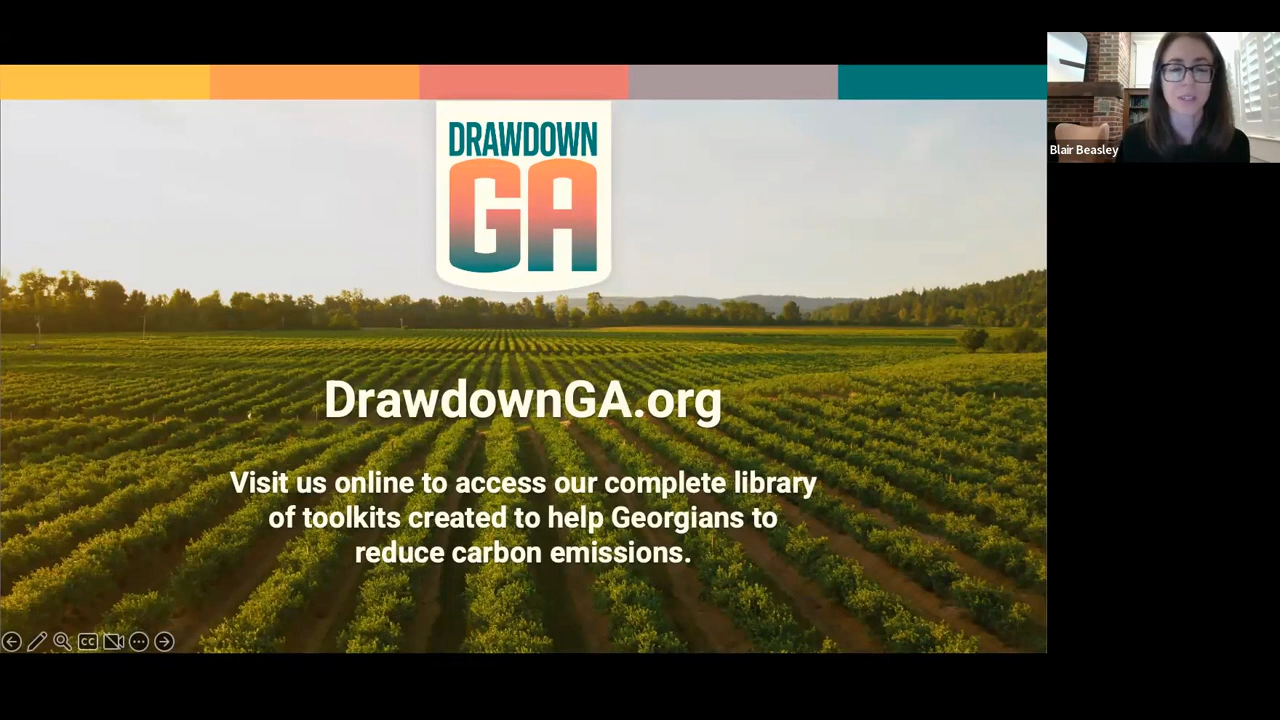 DRAWDOWN
GA
Blair Beasley
DrawdownGA.org
Visit us online to access our complete library
of toolkits created to help Georgians to
reduce carbon emissions.
CC